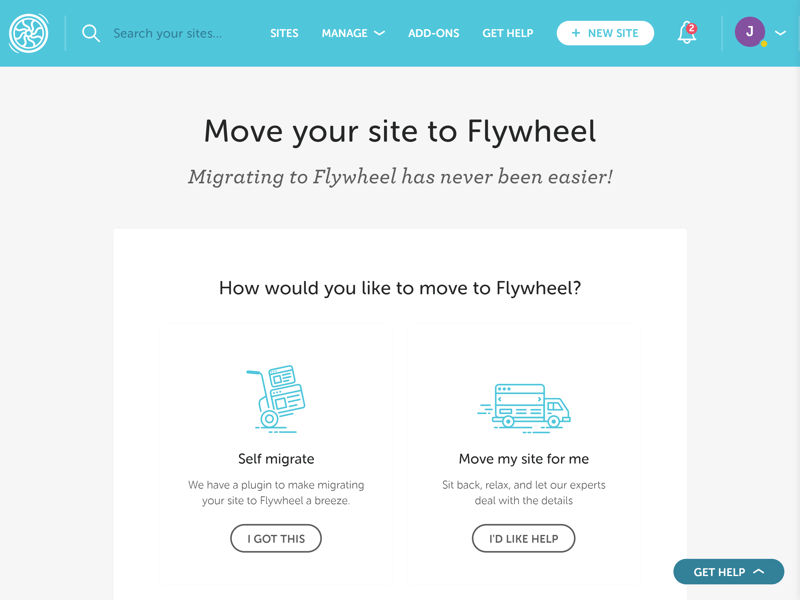 Search your sites...
SITES
MANAGE
ADD-ONS
GET HELP
+ NEW SITE
2
J
Move your site to Flywheel
Migrating to Flywheel has never been easier!
How would you like to move to Flywheel?
Self migrate
We have a plugin to make migrating
your site to Flywheel a breeze.
I GOT THIS
Move my site for me
Sit back, relax, and let our experts
deal with the details
I'D LIKE HELP
GET HELP